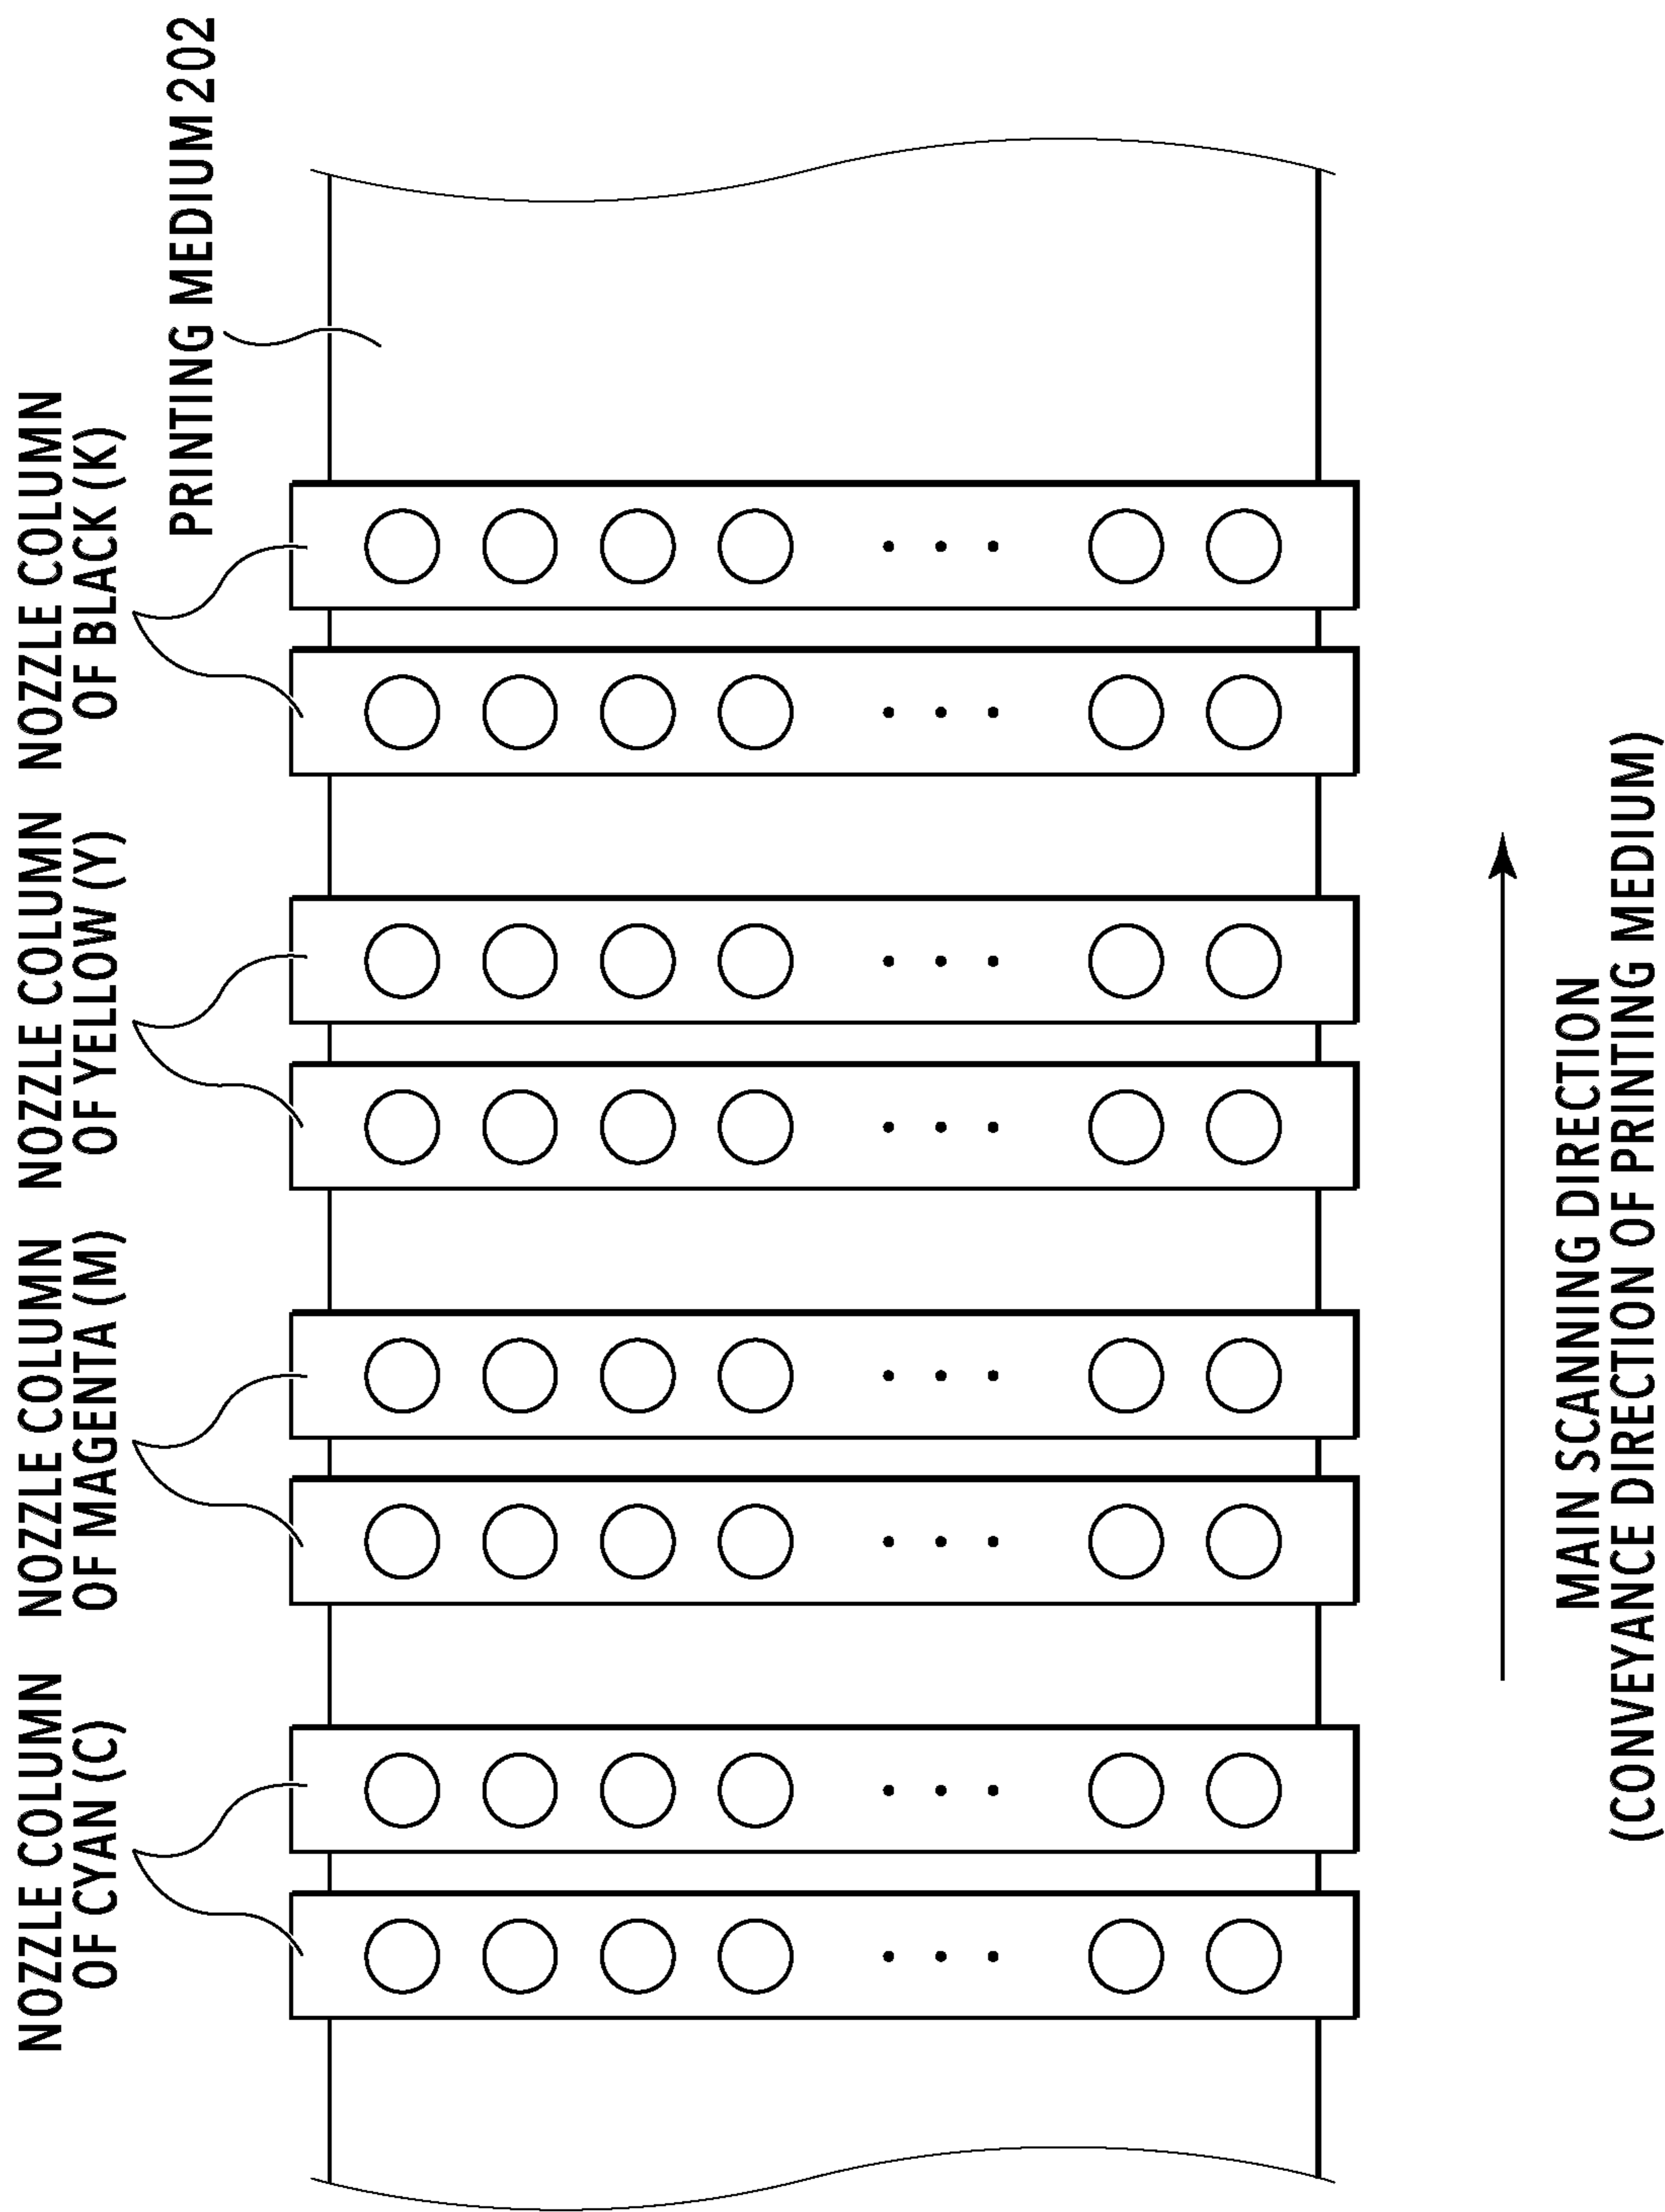 PRINTING MEDIUM 202
NOZZLE COLUMN
OF CYAN (C)
NOZZLE COLUMN
OF MAGENTA (M)
NOZZLE COLUMN
OF YELLOW (Y)
NOZZLE COLUMN
OF BLACK (K)
MAIN SCANNING DIRECTION
(CONVEYANCE DIRECTION OF PRINTING MEDIUM)